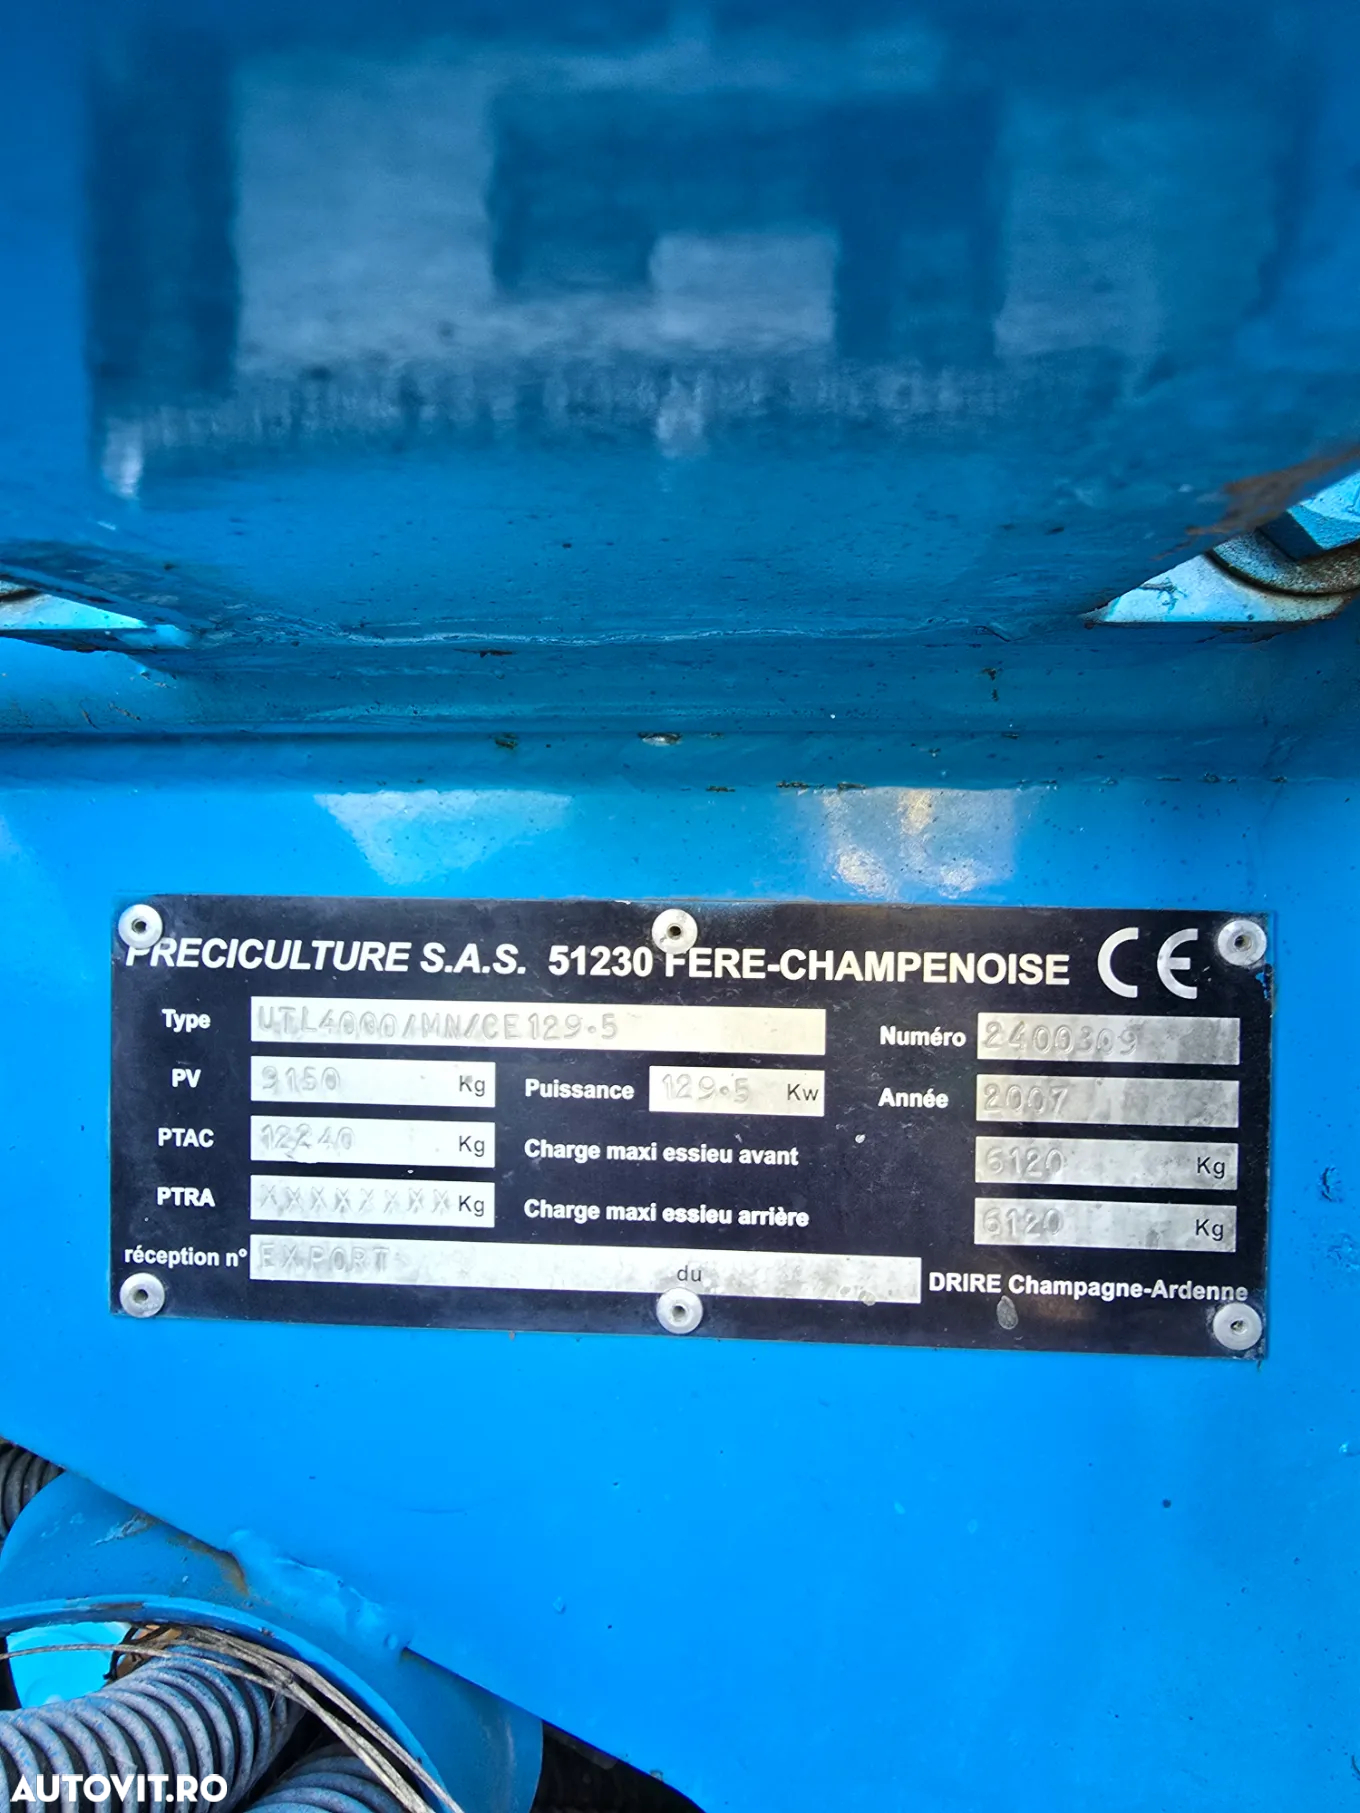 PRECICULTURE S.A.S. 51230 FERE-CHAMPENOISE CE
Type UTL4000/MN/CE129.5 Numéro 2400309
PV 9150 Kg Puissance 129.5 Kw Année 2007
PTAC 12240 Kg Charge maxi essieu avant 6120 Kg
PTRA XXXXXXXX Kg Charge maxi essieu arrière 6120 Kg
réception n° EXPORT du DRIRE Champagne-Ardenne
AUTOVIT.RO